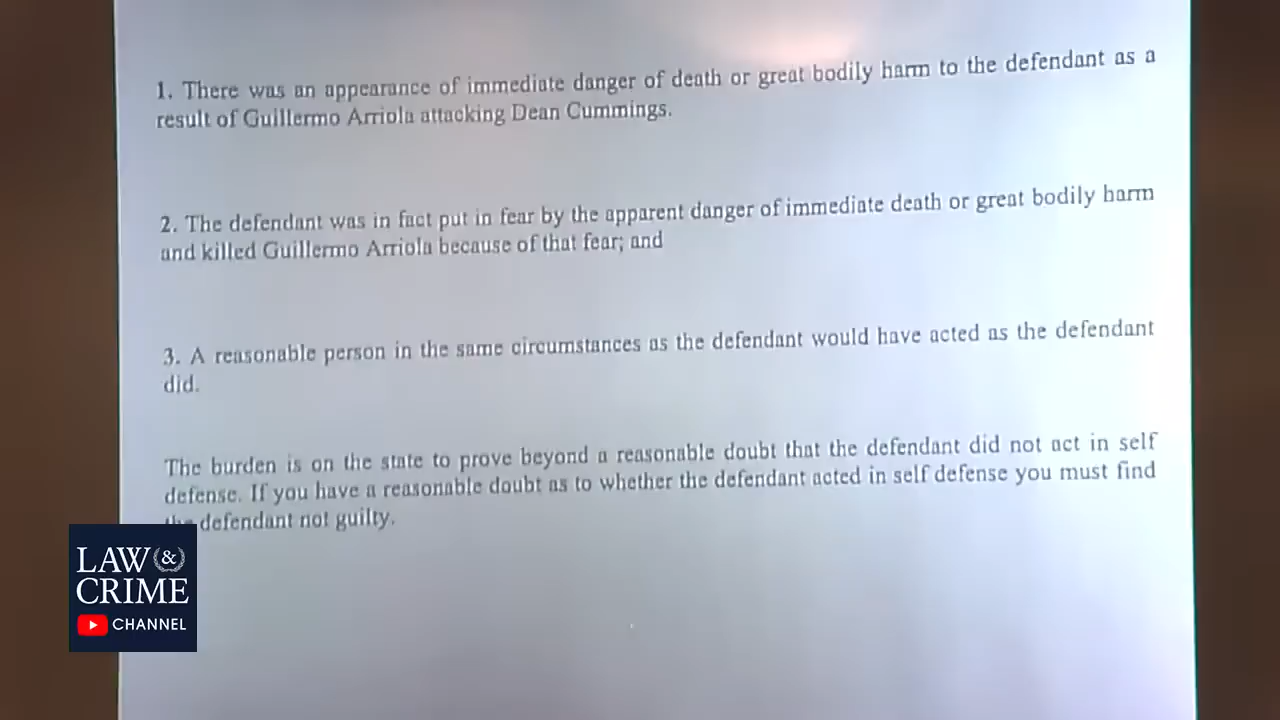 1. There was an appearance of immediate danger of death or great bodily harm to the defendant as a
result of Guillermo Arriola attacking Dean Cummings.
2. The defendant was in fact put in fear by the apparent danger of immediate death or great bodily harm
and killed Guillermo Arriola because of that fear; and
3. A reasonable person in the same circumstances as the defendant would have acted as the defendant
did.
The burden is on the state to prove beyond a reasonable doubt that the defendant did not act in self
defense. If you have a reasonable doubt as to whether the defendant acted in self defense you must find
the defendant not guilty.
LAW &
CRIME
CHANNEL